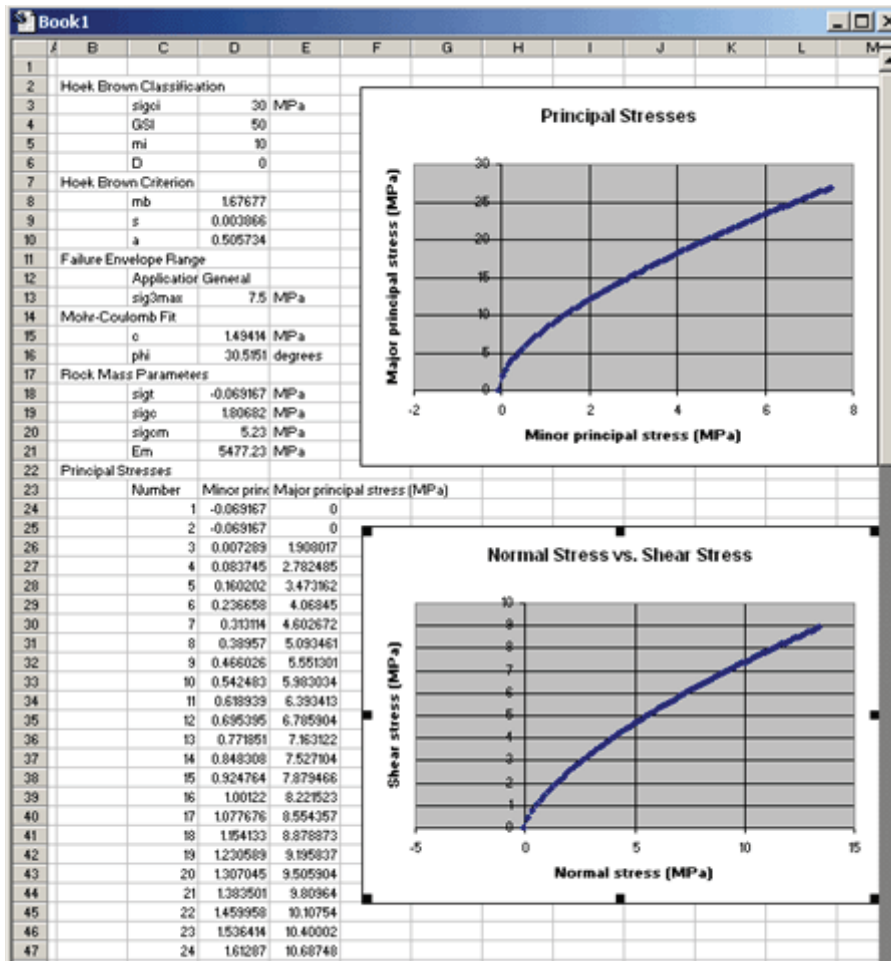 Book1
A B C D E F G H I J K L M
1
2 Hoek Brown Classification
3 sigci 30 MPa
4 GSI 50
5 mi 10
6 D 0
7 Hoek Brown Criterion
8 mb 1.67677
9 s 0.003866
10 a 0.505734
11 Failure Envelope Range
12 Application General
13 sig3max 7.5 MPa
14 Mohr-Coulomb Fit
15 c 1.49414 MPa
16 phi 30.5151 degrees
17 Rock Mass Parameters
18 sigt -0.069167 MPa
19 sigc 1.80682 MPa
20 sigcm 5.23 MPa
21 Em 5477.23 MPa
22 Principal Stresses
23 Number Minor princ Major principal stress (MPa)
24 1 -0.069167 0
25 2 -0.069167 0
26 3 0.007289 1.908017
27 4 0.083745 2.782485
28 5 0.160202 3.473162
29 6 0.236658 4.06845
30 7 0.313114 4.602672
31 8 0.38957 5.093461
32 9 0.466026 5.551301
33 10 0.542483 5.983034
34 11 0.618939 6.393413
35 12 0.695395 6.785904
36 13 0.771851 7.163122
37 14 0.848308 7.527104
38 15 0.924764 7.879466
39 16 1.00122 8.221523
40 17 1.077676 8.554357
41 18 1.154133 8.878873
42 19 1.230589 9.195837
43 20 1.307045 9.505904
44 21 1.383501 9.80964
45 22 1.459958 10.10754
46 23 1.536414 10.40002
47 24 1.61287 10.68748
Principal Stresses
Major principal stress (MPa)
30
25
20
15
10
5
0
-2 0 2 4 6 8
Minor principal stress (MPa)
Normal Stress vs. Shear Stress
Shear stress (MPa)
10
9
8
7
6
5
4
3
2
1
0
-5 0 5 10 15
Normal stress (MPa)